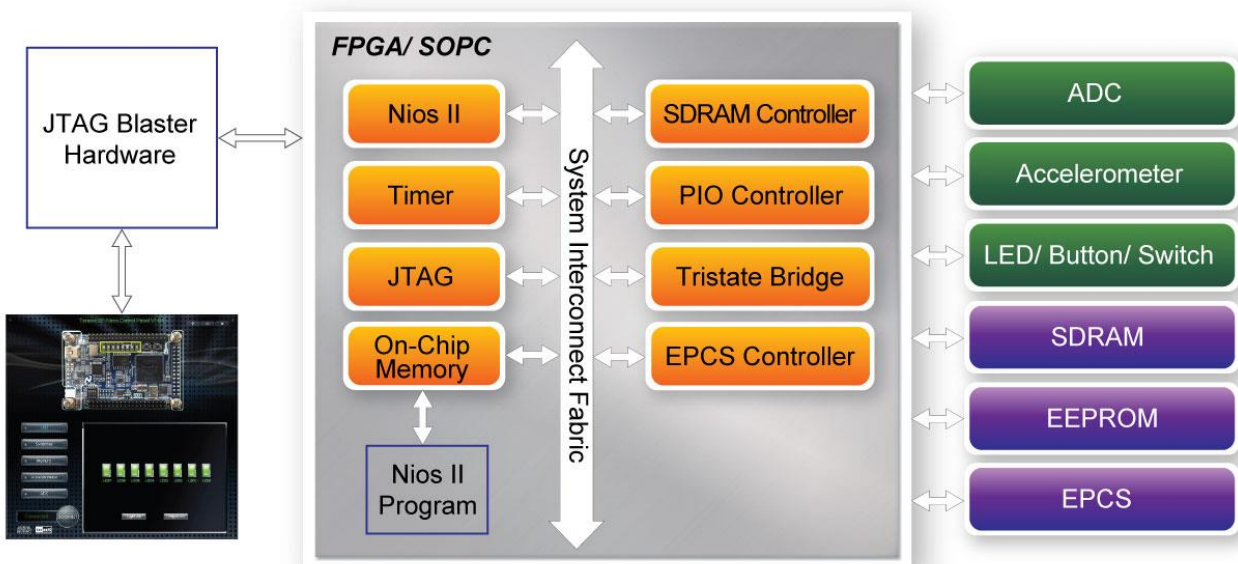 FPGA/ SOPC
JTAG Blaster
Hardware
Nios II
Timer
JTAG
On-Chip
Memory
Nios II
Program
System Interconnect Fabric
SDRAM Controller
PIO Controller
Tristate Bridge
EPCS Controller
ADC
Accelerometer
LED/ Button/ Switch
SDRAM
EEPROM
EPCS